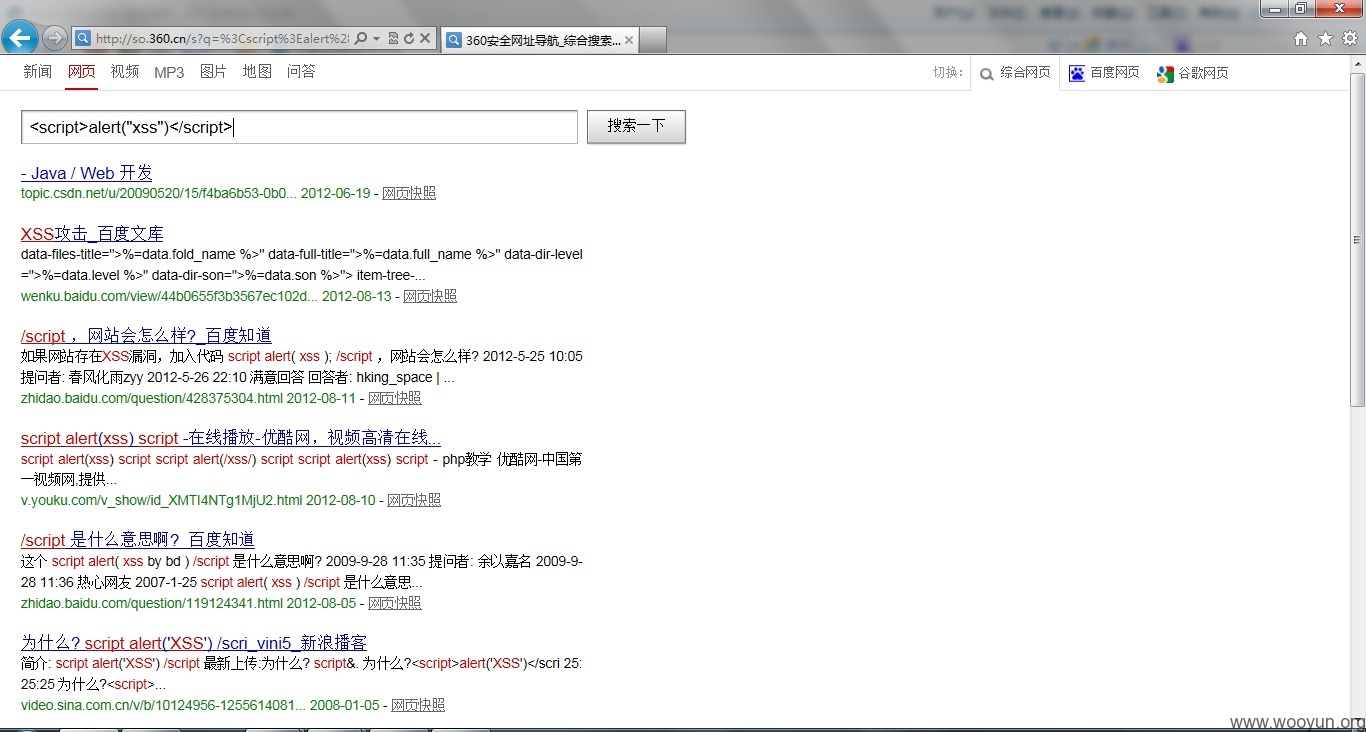 http://so.360.cn/s?q=%3Cscript%3Ealert%2
360安全网址导航_综合搜索...
新闻 网页 视频 MP3 图片 地图 问答 切换: 综合网页 百度网页 谷歌网页
<script>alert("xss")</script> 搜索一下
- Java / Web 开发
topic.csdn.net/u/20090520/15/f4ba6b53-0b0... 2012-06-19 - 网页快照
XSS攻击_百度文库
data-files-title=">%=data.fold_name %>" data-full-title=">%=data.full_name %>" data-dir-level
=">%=data.level %>" data-dir-son=">%=data.son %>"> item-tree-...
wenku.baidu.com/view/44b0655f3b3567ec102d... 2012-08-13 - 网页快照
/script ，网站会怎么样?_百度知道
如果网站存在XSS漏洞，加入代码 script alert( xss ); /script ，网站会怎么样? 2012-5-25 10:05
提问者: 春风化雨zyy 2012-5-26 22:10 满意回答 回答者: hking_space | ...
zhidao.baidu.com/question/428375304.html 2012-08-11 - 网页快照
script alert(xss) script -在线播放-优酷网，视频高清在线...
script alert(xss) script script alert(/xss/) script script alert(xss) script - php教学 优酷网-中国第
一视频网,提供...
v.youku.com/v_show/id_XMTI4NTg1MjU2.html 2012-08-10 - 网页快照
/script 是什么意思啊?_百度知道
这个 script alert( xss by bd ) /script 是什么意思啊? 2009-9-28 11:35 提问者: 余以嘉名 2009-9-
28 11:36 热心网友 2007-1-25 script alert( xss ) /script 是什么意思...
zhidao.baidu.com/question/119124341.html 2012-08-05 - 网页快照
为什么? script alert('XSS') /scri_vini5_新浪播客
简介: script alert('XSS') /script 最新上传:为什么? script&. 为什么?<script>alert('XSS')</scri 25:
25:25 为什么?<script>...
video.sina.com.cn/v/b/10124956-1255614081... 2008-01-05 - 网页快照
www.wooyun.org